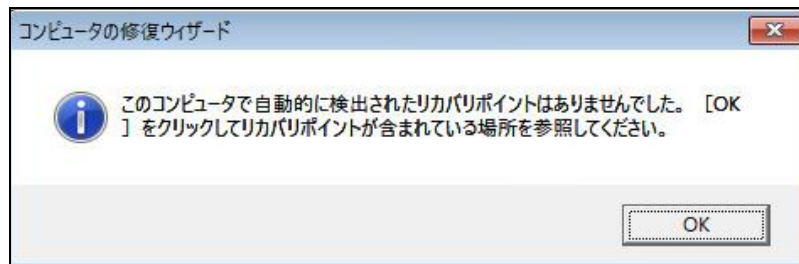 コンピュータの修復ウィザード
このコンピュータで自動的に検出されたリカバリポイントはありませんでした。 [OK
] をクリックしてリカバリポイントが含まれている場所を参照してください。
OK